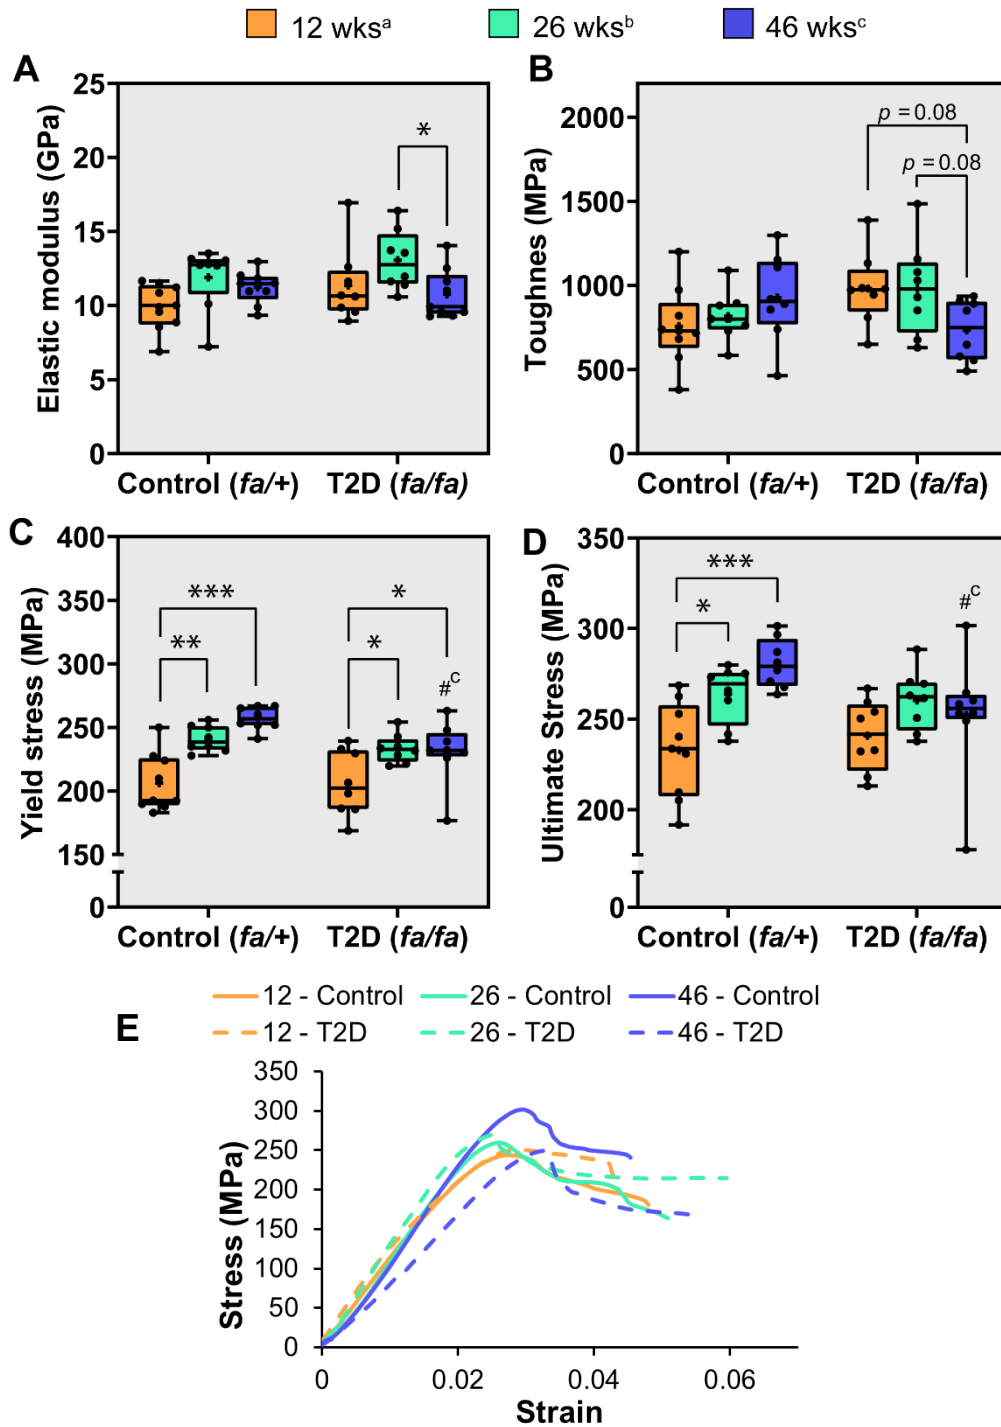 12 wksᵃ 26 wksᵇ 46 wksᶜ
A
Elastic modulus (GPa)
25
20
15
10
5
0
*
Control (fa/+) T2D (fa/fa)
B
Toughnes (MPa)
2000
1500
1000
500
0
p = 0.08
p = 0.08
Control (fa/+) T2D (fa/fa)
C
Yield stress (MPa)
400
350
300
250
200
150
0
***
**
*
*
#ᶜ
Control (fa/+) T2D (fa/fa)
D
Ultimate Stress (MPa)
350
300
250
200
0
***
*
#ᶜ
Control (fa/+) T2D (fa/fa)
12 - Control 26 - Control 46 - Control
12 - T2D 26 - T2D 46 - T2D
E
Stress (MPa)
350
300
250
200
150
100
50
0
0 0.02 0.04 0.06
Strain